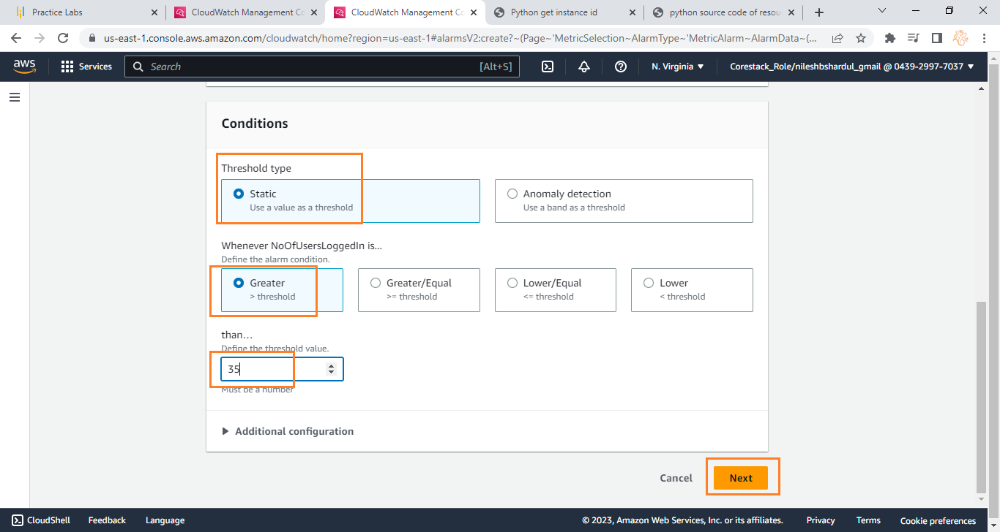 Practice Labs
CloudWatch Management Co
CloudWatch Management Co
Python get instance id
python source code of resou
us-east-1.console.aws.amazon.com/cloudwatch/home?region=us-east-1#alarmsV2:create?~(Page~'MetricSelection~AlarmType~'MetricAlarm~AlarmData~(...
aws
Services
Search
[Alt+S]
N. Virginia
Corestack_Role/nileshbshardul_gmail @ 0439-2997-7037
Conditions
Threshold type
Static
Use a value as a threshold
Anomaly detection
Use a band as a threshold
Whenever NoOfUsersLoggedIn is...
Define the alarm condition.
Greater
> threshold
Greater/Equal
>= threshold
Lower/Equal
<= threshold
Lower
< threshold
than...
Define the threshold value.
35
Must be a number
Additional configuration
Cancel
Next
CloudShell
Feedback
Language
© 2023, Amazon Web Services, Inc. or its affiliates.
Privacy
Terms
Cookie preferences